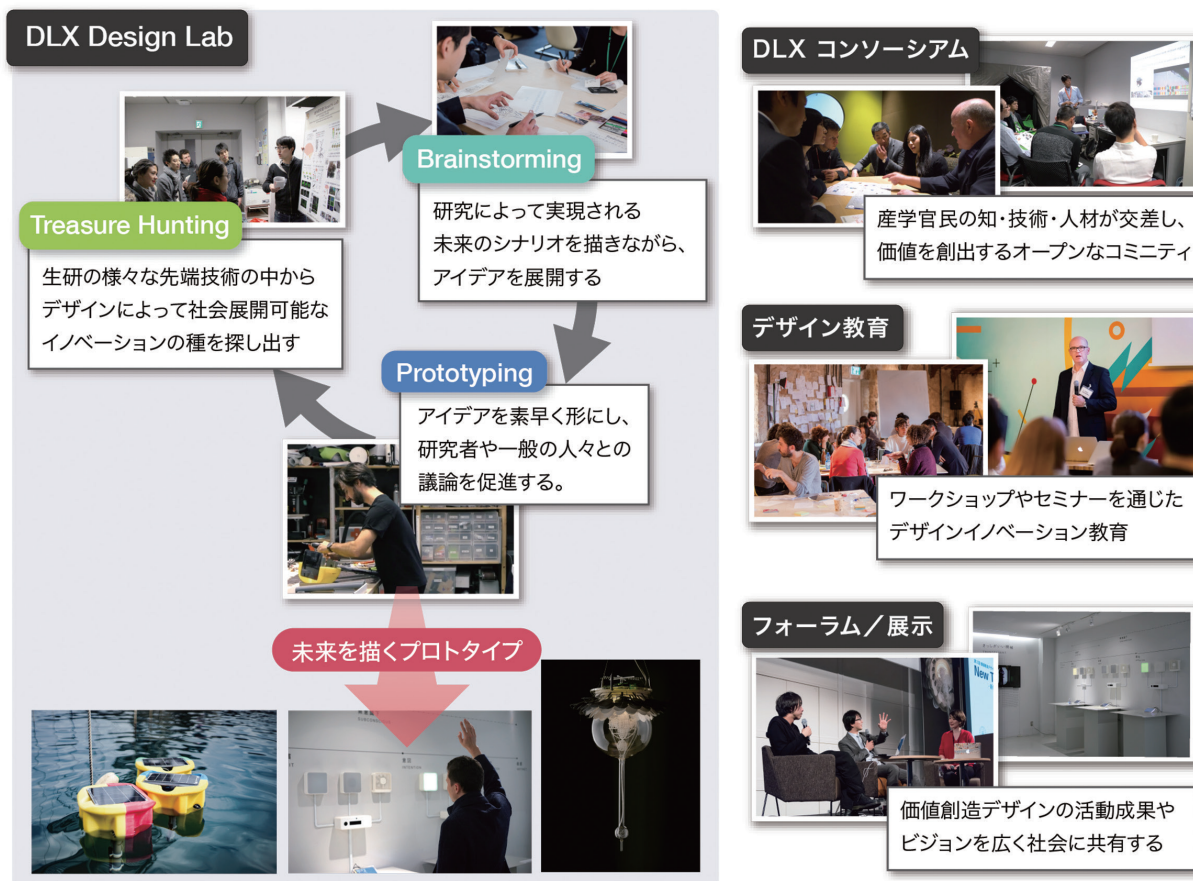 DLX Design Lab
Brainstorming
研究によって実現される
未来のシナリオを描きながら、
アイデアを展開する
Treasure Hunting
生研の様々な先端技術の中から
デザインによって社会展開可能な
イノベーションの種を探し出す
Prototyping
アイデアを素早く形にし、
研究者や一般の人々との
議論を促進する。
未来を描くプロトタイプ
DLX コンソーシアム
産学官民の知・技術・人材が交差し、
価値を創出するオープンなコミニティ
デザイン教育
ワークショップやセミナーを通じた
デザインイノベーション教育
フォーラム／展示
New T
価値創造デザインの活動成果や
ビジョンを広く社会に共有する